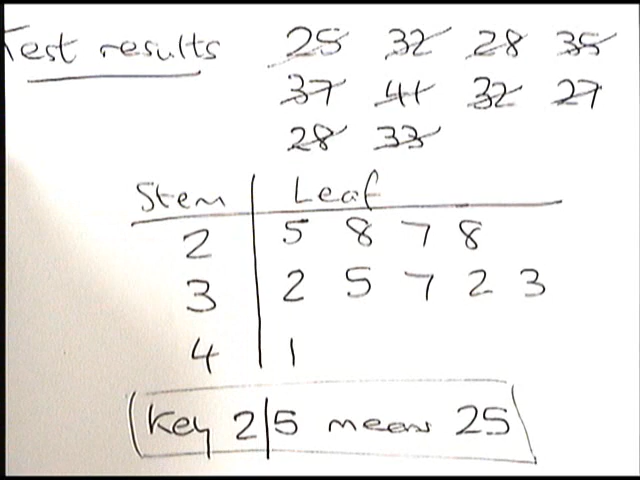 Test results 25 32 28 35
37 41 32 27
28 33
Stem Leaf
2 5 8 7 8
3 2 5 7 2 3
4 1
Key 2|5 means 25